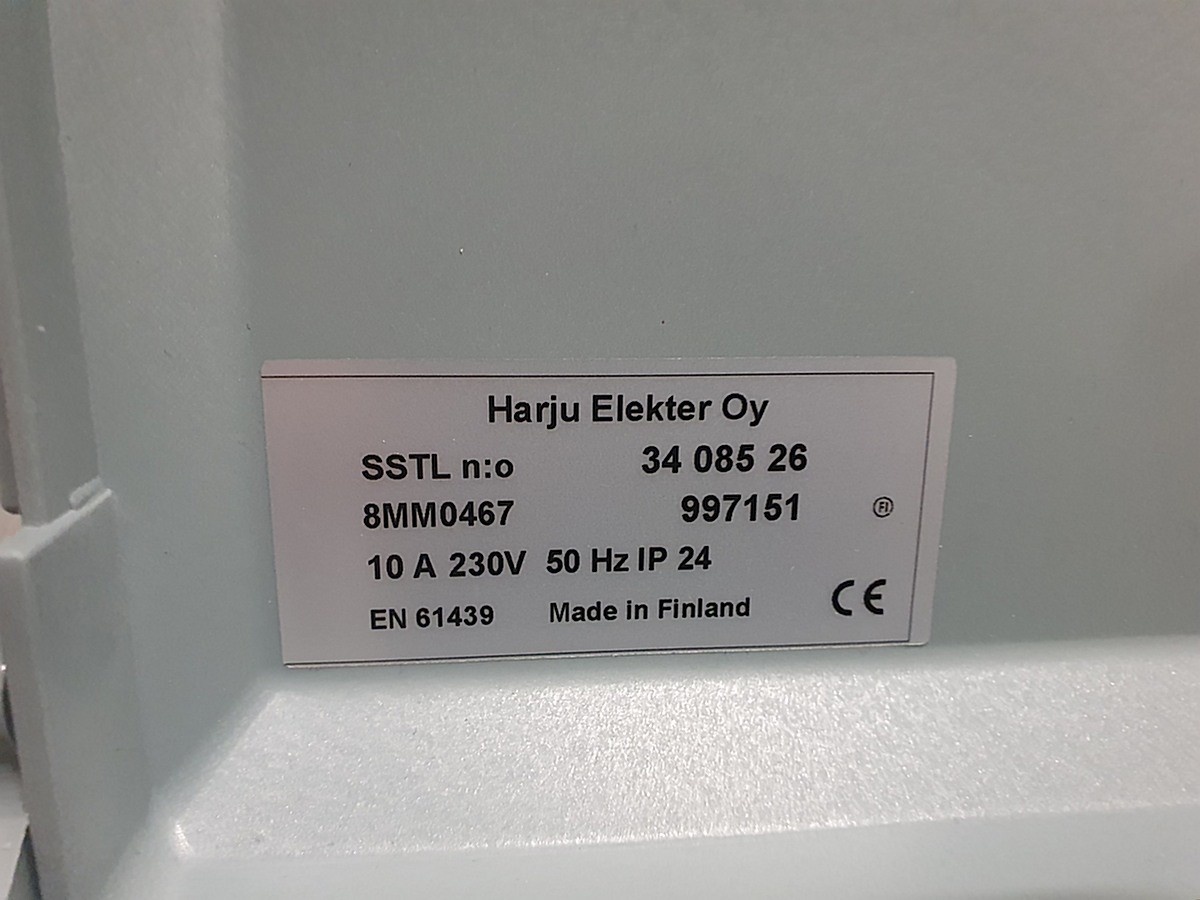 Harju Elekter Oy
SSTL n:o 34 085 26
8MM0467 997151 FI
10 A 230V 50 Hz IP 24
EN 61439 Made in Finland CE